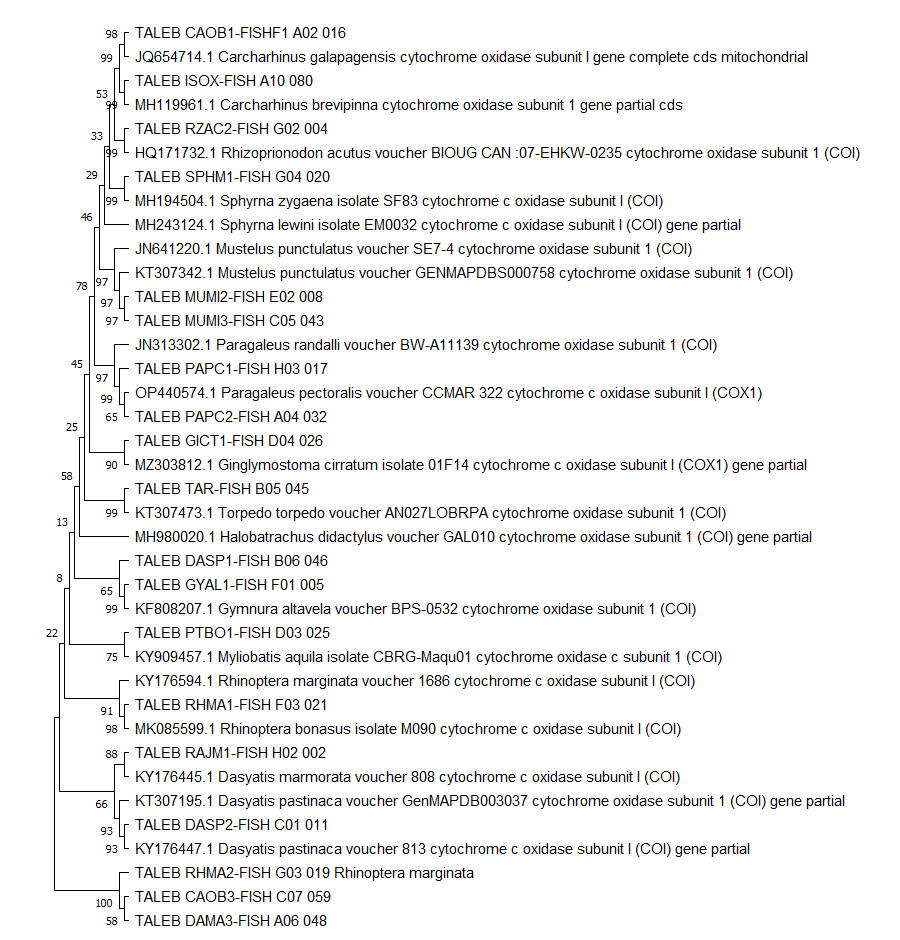 98 TALEB CAOB1-FISHF1 A02 016
99 JQ654714.1 Carcharhinus galapagensis cytochrome oxidase subunit I gene complete cds mitochondrial
TALEB ISOX-FISH A10 080
53
99 MH119961.1 Carcharhinus brevipinna cytochrome oxidase subunit 1 gene partial cds
TALEB RZAC2-FISH G02 004
33
99 HQ171732.1 Rhizoprionodon acutus voucher BIOUG CAN :07-EHKW-0235 cytochrome oxidase subunit 1 (COI)
29 TALEB SPHM1-FISH G04 020
99 MH194504.1 Sphyrna zygaena isolate SF83 cytochrome c oxidase subunit I (COI)
46
MH243124.1 Sphyrna lewini isolate EM0032 cytochrome c oxidase subunit I (COI) gene partial
JN641220.1 Mustelus punctulatus voucher SE7-4 cytochrome oxidase subunit 1 (COI)
97 KT307342.1 Mustelus punctulatus voucher GENMAPDBS000758 cytochrome oxidase subunit 1 (COI)
78
97 TALEB MUMI2-FISH E02 008
97 TALEB MUMI3-FISH C05 043
JN313302.1 Paragaleus randalli voucher BW-A11139 cytochrome oxidase subunit 1 (COI)
45
97 TALEB PAPC1-FISH H03 017
99 OP440574.1 Paragaleus pectoralis voucher CCMAR 322 cytochrome c oxidase subunit I (COX1)
65 TALEB PAPC2-FISH A04 032
25
TALEB GICT1-FISH D04 026
90 MZ303812.1 Ginglymostoma cirratum isolate 01F14 cytochrome c oxidase subunit I (COX1) gene partial
58
TALEB TAR-FISH B05 045
99 KT307473.1 Torpedo torpedo voucher AN027LOBRPA cytochrome oxidase subunit 1 (COI)
13
MH980020.1 Halobatrachus didactylus voucher GAL010 cytochrome oxidase subunit 1 (COI) gene partial
TALEB DASP1-FISH B06 046
8
65 TALEB GYAL1-FISH F01 005
99 KF808207.1 Gymnura altavela voucher BPS-0532 cytochrome oxidase subunit 1 (COI)
22 TALEB PTBO1-FISH D03 025
75 KY909457.1 Myliobatis aquila isolate CBRG-Maqu01 cytochrome oxidase c subunit 1 (COI)
KY176594.1 Rhinoptera marginata voucher 1686 cytochrome c oxidase subunit I (COI)
91 TALEB RHMA1-FISH F03 021
98 MK085599.1 Rhinoptera bonasus isolate M090 cytochrome c oxidase subunit I (COI)
88 TALEB RAJM1-FISH H02 002
KY176445.1 Dasyatis marmorata voucher 808 cytochrome c oxidase subunit I (COI)
66 KT307195.1 Dasyatis pastinaca voucher GenMAPDB003037 cytochrome oxidase subunit 1 (COI) gene partial
93 TALEB DASP2-FISH C01 011
93 KY176447.1 Dasyatis pastinaca voucher 813 cytochrome c oxidase subunit I (COI) gene partial
TALEB RHMA2-FISH G03 019 Rhinoptera marginata
100 TALEB CAOB3-FISH C07 059
58 TALEB DAMA3-FISH A06 048